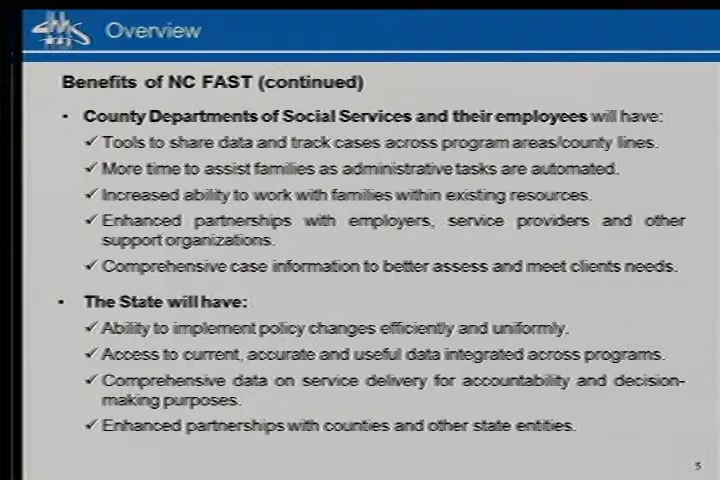 Overview
Benefits of NC FAST (continued)
• County Departments of Social Services and their employees will have:
✓ Tools to share data and track cases across program areas/county lines.
✓ More time to assist families as administrative tasks are automated.
✓ Increased ability to work with families within existing resources.
✓ Enhanced partnerships with employers, service providers and other
support organizations.
✓ Comprehensive case information to better assess and meet clients needs.
• The State will have:
✓ Ability to implement policy changes efficiently and uniformly.
✓ Access to current, accurate and useful data integrated across programs.
✓ Comprehensive data on service delivery for accountability and decision-
making purposes.
✓ Enhanced partnerships with counties and other state entities.
5